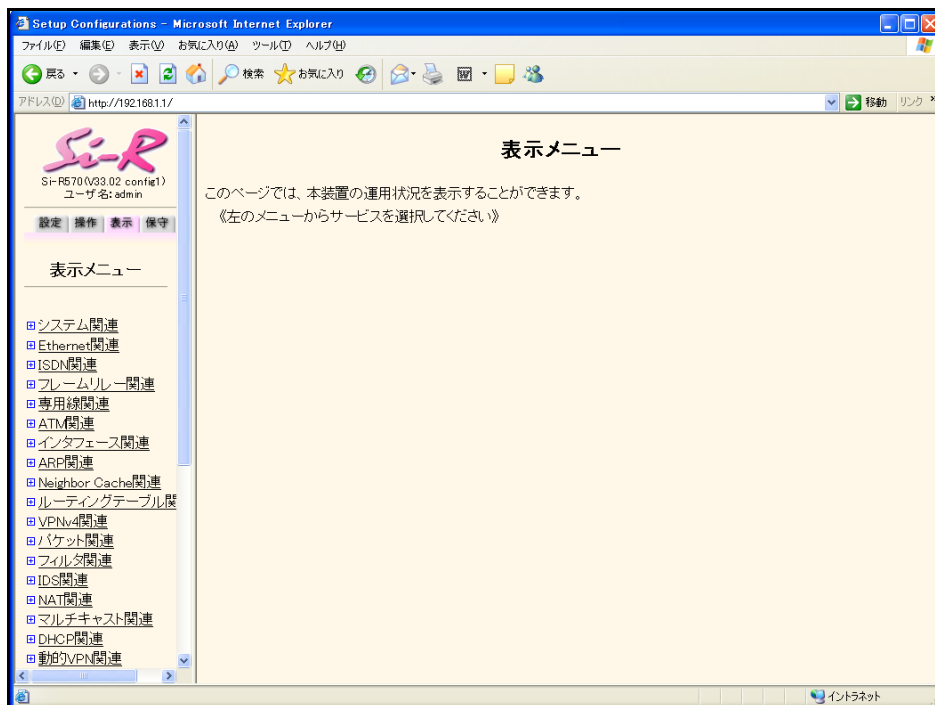 Setup Configurations - Microsoft Internet Explorer
ファイル(F) 編集(E) 表示(V) お気に入り(A) ツール(T) ヘルプ(H)
戻る 検索 お気に入り
アドレス(D) http://192.168.1.1/ 移動 リンク »
Si-R
Si-R570(V33.02 config1)
ユーザ名: admin
設定 操作 表示 保守
表示メニュー
システム関連
Ethernet関連
ISDN関連
フレームリレー関連
専用線関連
ATM関連
インタフェース関連
ARP関連
Neighbor Cache関連
ルーティングテーブル関
VPNv4関連
パケット関連
フィルタ関連
IDS関連
NAT関連
マルチキャスト関連
DHCP関連
動的VPN関連
表示メニュー
このページでは、本装置の運用状況を表示することができます。
《左のメニューからサービスを選択してください》
イントラネット